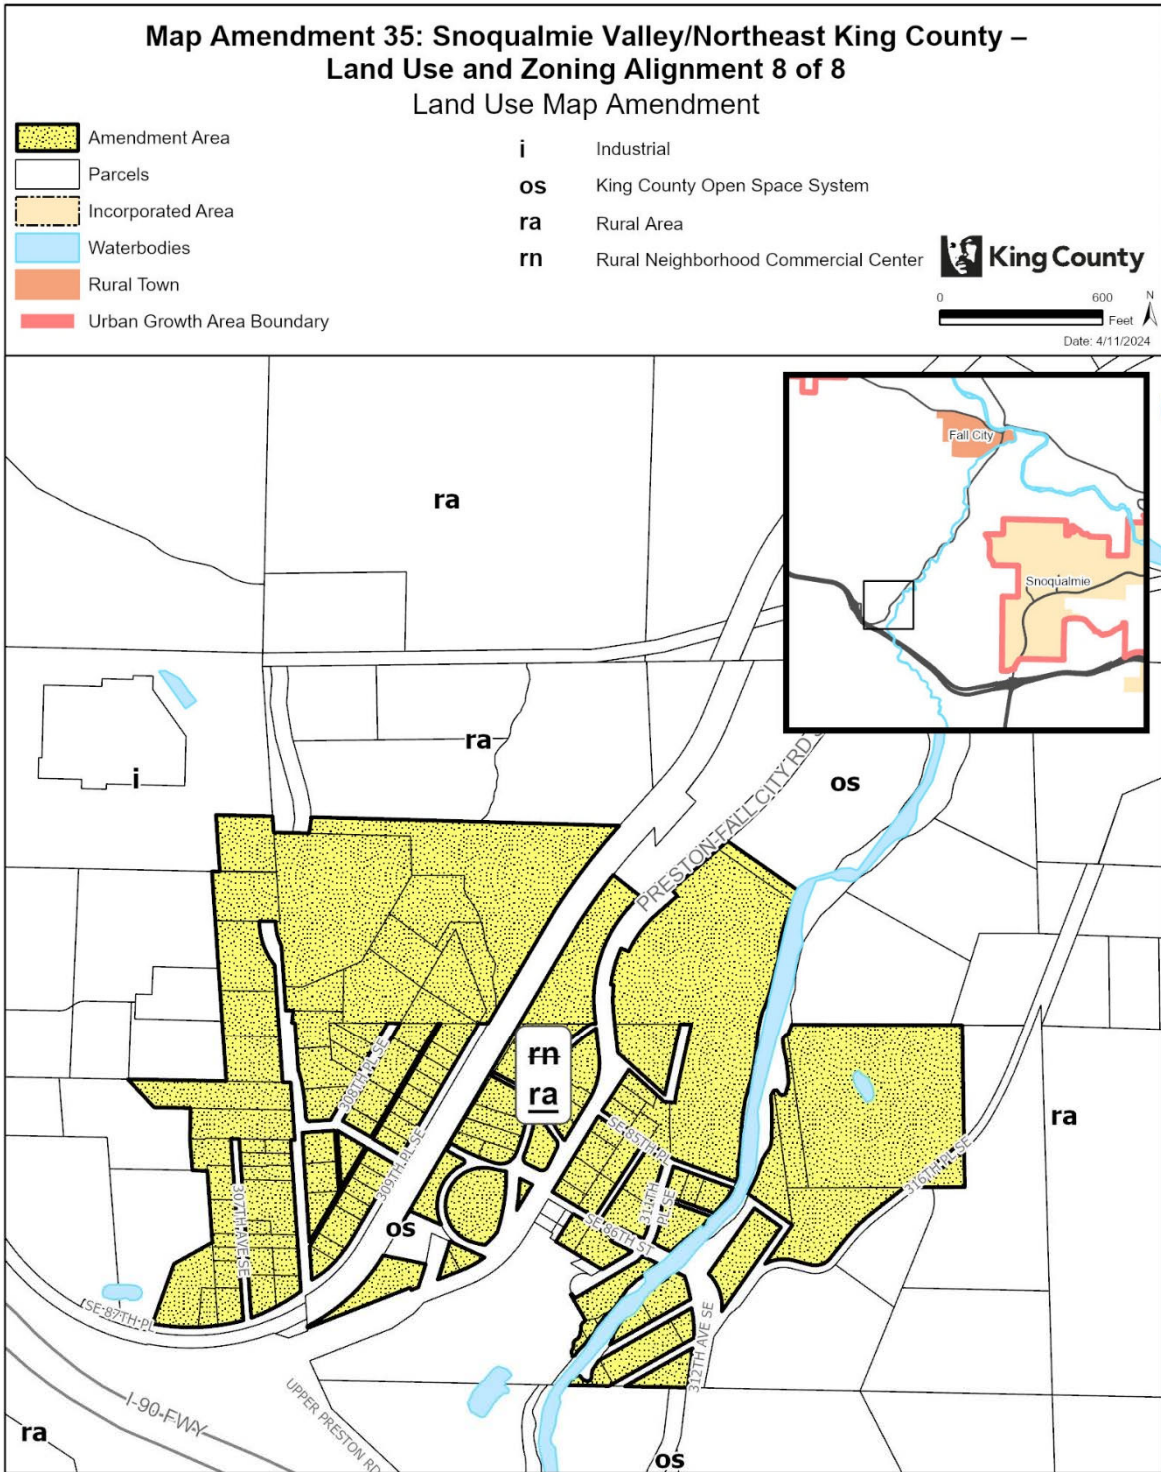 Map Amendment 35: Snoqualmie Valley/Northeast King County –
Land Use and Zoning Alignment 8 of 8
Land Use Map Amendment
Amendment Area
Parcels
Incorporated Area
Waterbodies
Rural Town
Urban Growth Area Boundary
i Industrial
os King County Open Space System
ra Rural Area
rn Rural Neighborhood Commercial Center
King County
0 600
Feet
N
Date: 4/11/2024
Fall City
Snoqualmie
ra
ra
i
os
PRESTON-FALL CITY RD
rn
ra
ra
308TH PL SE
309TH PL SE
SE 85TH PL
314TH PL SE
SE 86TH ST
316TH PL SE
307TH AVE SE
os
SE 87TH PL
312TH AVE SE
I-90 FWY
UPPER PRESTON RD
ra
os